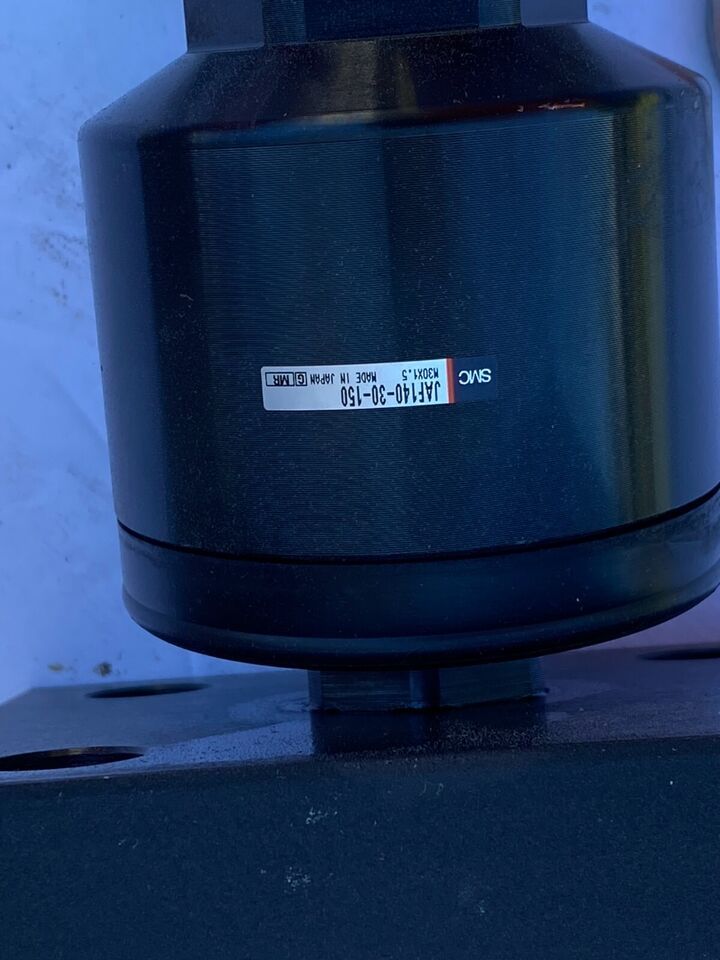 SMC
JAF140-30-150
M30X1.5 MADE IN JAPAN G MR